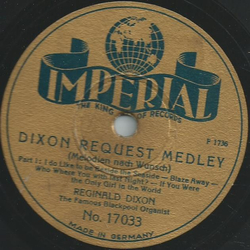 IMPERIAL
THE KING OF RECORDS
F 1736
DIXON REQUEST MEDLEY
(Melodien nach Wunsch)
Part 1: I do Like to be Beside the Seaside — Blaze Away —
Who Were You with last Night? — If You Were
the Only Girl in the World
REGINALD DIXON
The Famous Blackpool Organist
No. 17033
MADE IN GERMANY